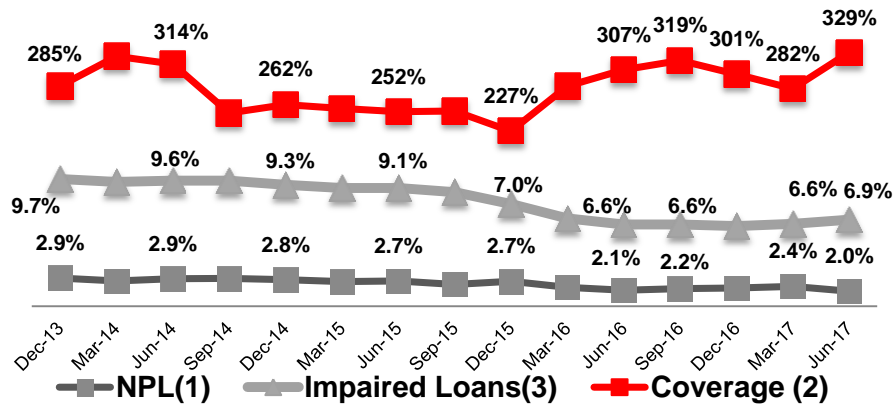 285% 314% 262% 252% 227% 307% 319% 301% 282% 329%
9.7% 9.6% 9.3% 9.1% 7.0% 6.6% 6.6% 6.6% 6.9%
2.9% 2.9% 2.8% 2.7% 2.7% 2.1% 2.2% 2.4% 2.0%
Dec-13 Mar-14 Jun-14 Sep-14 Dec-14 Mar-15 Jun-15 Sep-15 Dec-15 Mar-16 Jun-16 Sep-16 Dec-16 Mar-17 Jun-17
NPL(1) Impaired Loans(3) Coverage (2)